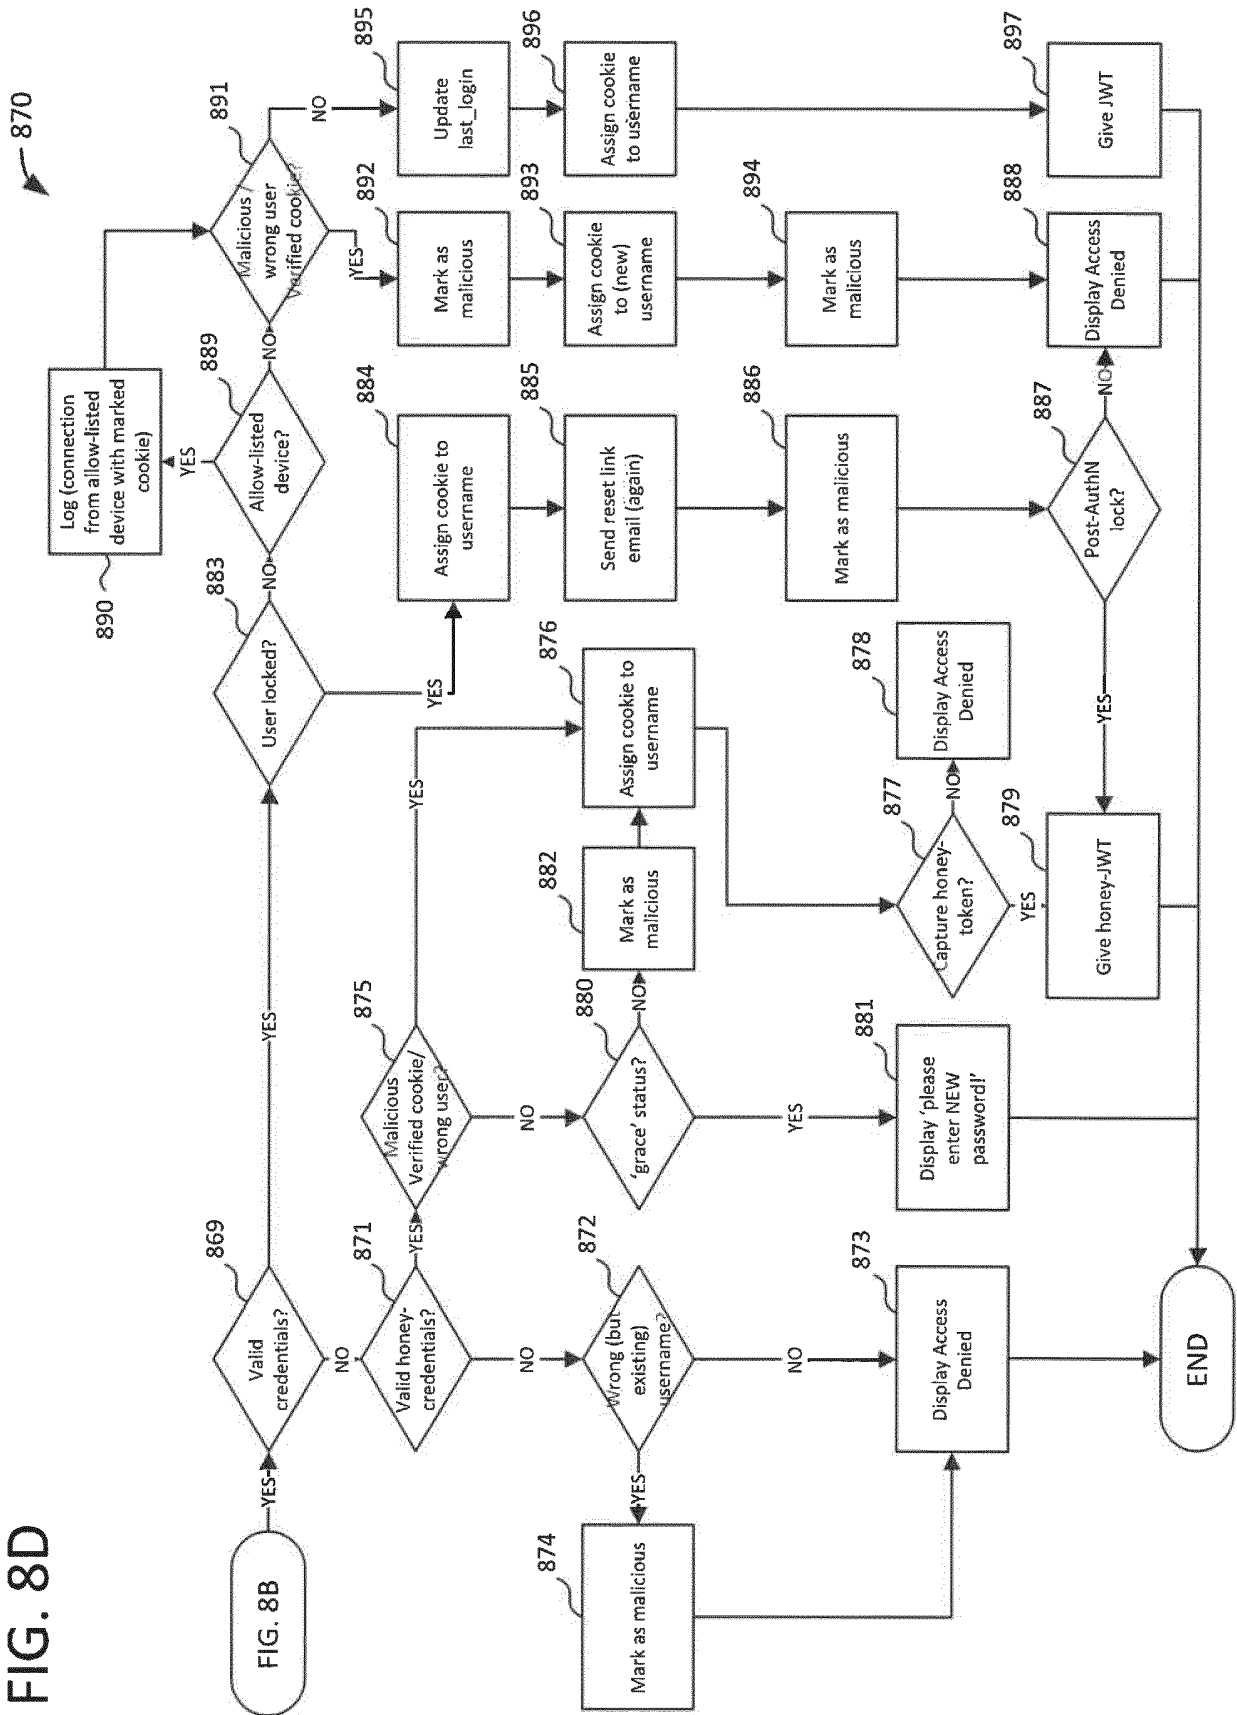 FIG. 8D
870
FIG. 8B
YES
869
Valid
credentials?
YES
NO
871
Valid honey-
credentials?
YES
NO
872
Wrong (but
existing)
username?
YES
NO
874
Mark as malicious
873
Display Access
Denied
875
Malicious
Verified cookie/
wrong user?
YES
NO
880
‘grace’ status?
NO
YES
881
Display ‘please
enter NEW
password!’
882
Mark as
malicious
876
Assign cookie to
username
877
Capture honey-
token?
NO
YES
878
Display Access
Denied
879
Give honey-JWT
883
User locked?
NO
YES
884
Assign cookie to
username
885
Send reset link
email (again)
886
Mark as malicious
887
Post-AuthN
lock?
NO
YES
888
Display Access
Denied
889
Allow-listed
device?
YES
NO
890
Log (connection
from allow-listed
device with marked
cookie)
891
Malicious /
wrong user
Verified cookie?
YES
NO
892
Mark as
malicious
893
Assign cookie
to (new)
username
894
Mark as
malicious
895
Update
last_login
896
Assign cookie
to username
897
Give JWT
END